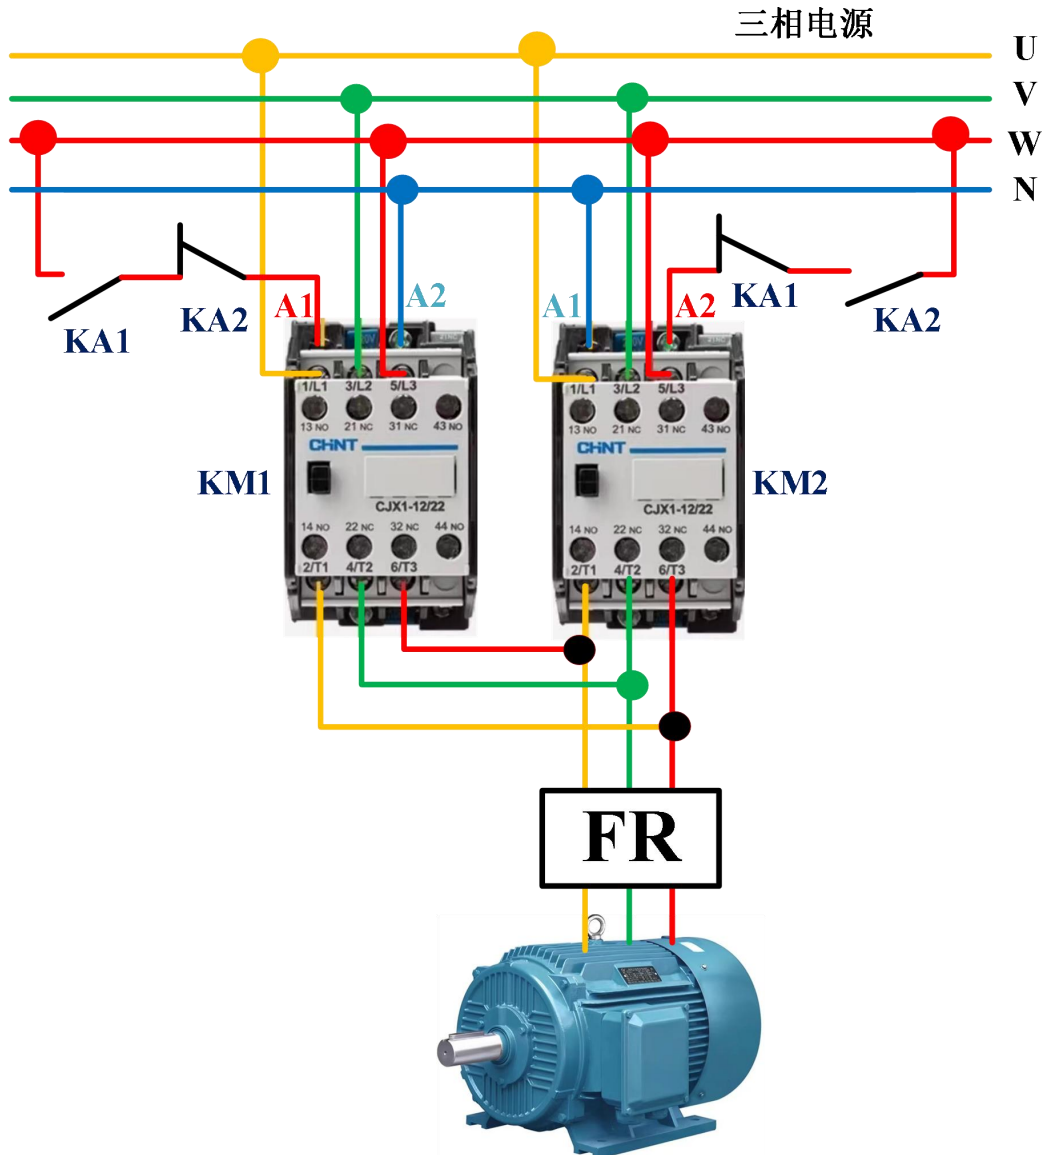 三相电源
U
V
W
N
KA1
KA2
A1
A2
A1
A2
KA1
KA2
1/L1 3/L2 5/L3
13 NO 21 NC 31 NC 43 NO
CHNT
CJX1-12/22
14 NO 22 NC 32 NC 44 NO
2/T1 4/T2 6/T3
KM1
1/L1 3/L2 5/L3
13 NO 21 NC 31 NC 43 NO
CHNT
CJX1-12/22
14 NO 22 NC 32 NC 44 NO
2/T1 4/T2 6/T3
KM2
FR